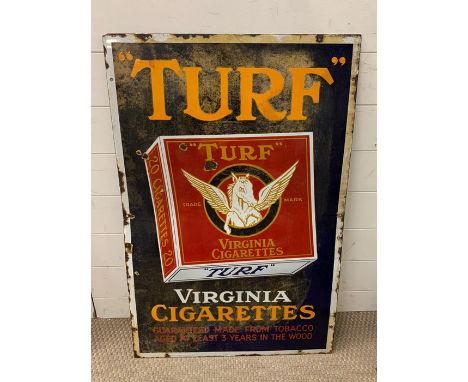 "TURF"
"TURF"
TRADE MARK
VIRGINIA
CIGARETTES
20 CIGARETTES 20
"TURF"
VIRGINIA
CIGARETTES
GUARANTEED MADE FROM TOBACCO
AGED AT LEAST 3 YEARS IN THE WOOD